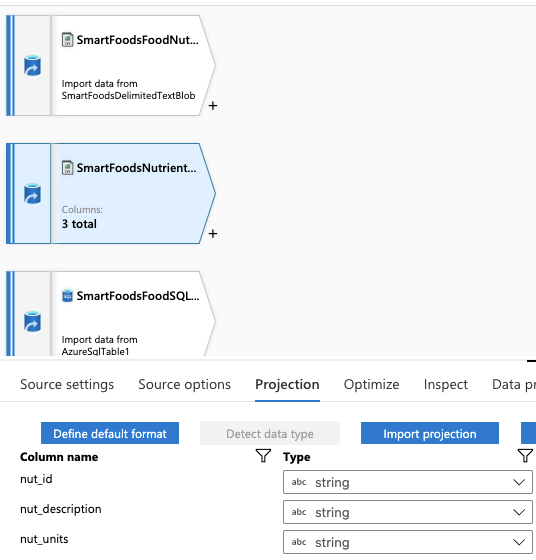 SmartFoodsFoodNut...
Import data from
SmartFoodsDelimitedTextBlob
+
SmartFoodsNutrient...
Columns:
3 total
+
SmartFoodsFoodSQL...
Import data from
AzureSqlTable1
Source settings Source options Projection Optimize Inspect Data pr
Define default format Detect data type Import projection
Column name Type
nut_id abc string
nut_description abc string
nut_units abc string